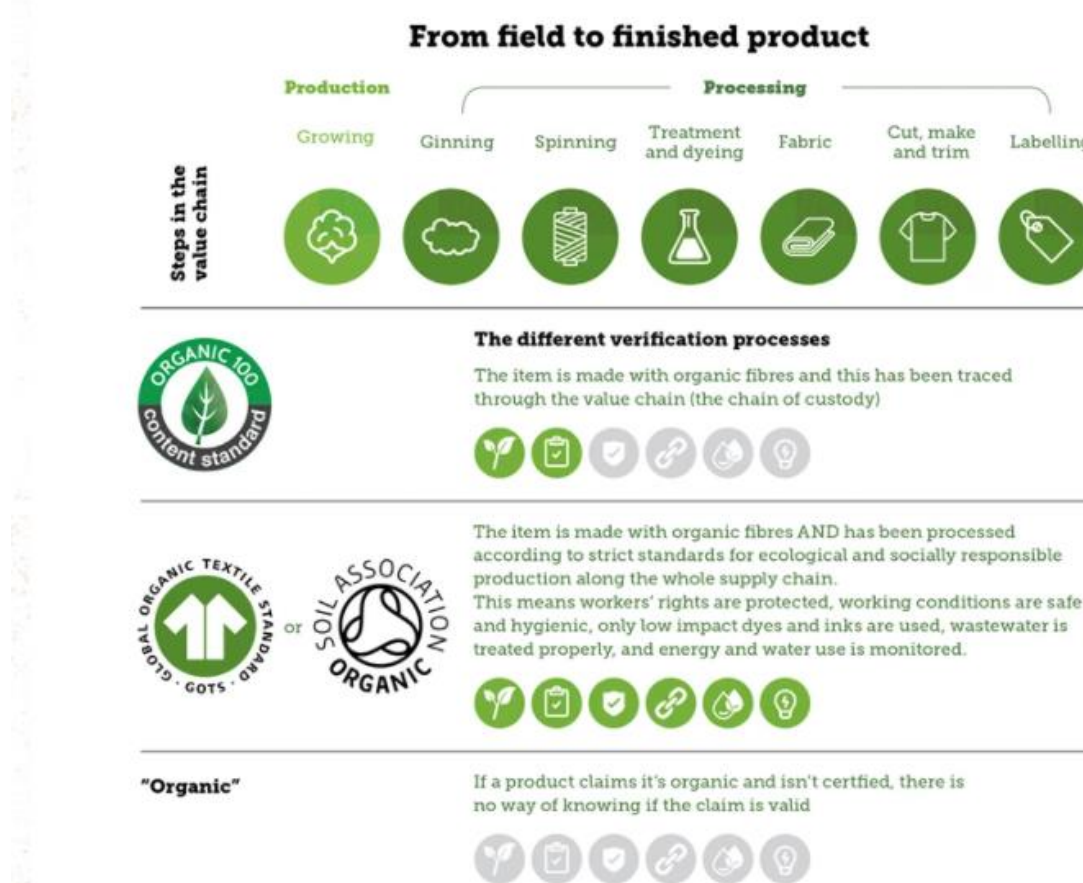 From field to finished product
Production
Processing
Growing
Ginning
Spinning
Treatment
and dyeing
Fabric
Cut, make
and trim
Labelling
Steps in the
value chain
ORGANIC 100
content standard
The different verification processes
The item is made with organic fibres and this has been traced
through the value chain (the chain of custody)
GLOBAL ORGANIC TEXTILE STANDARD
· GOTS ·
or
SOIL ASSOCIATION
ORGANIC
The item is made with organic fibres AND has been processed
according to strict standards for ecological and socially responsible
production along the whole supply chain.
This means workers' rights are protected, working conditions are safe
and hygienic, only low impact dyes and inks are used, wastewater is
treated properly, and energy and water use is monitored.
"Organic"
If a product claims it's organic and isn't certfied, there is
no way of knowing if the claim is valid